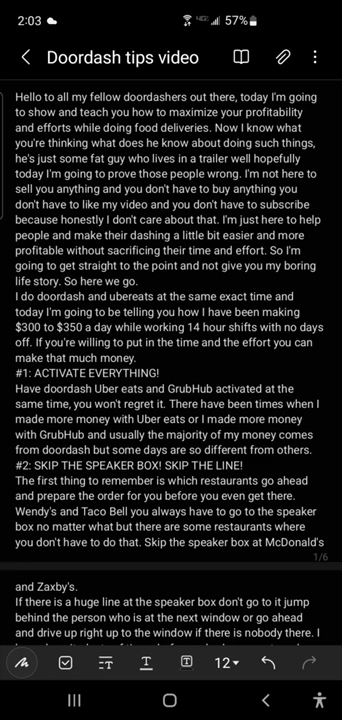 2:03 57%
Doordash tips video
Hello to all my fellow doordashers out there, today I'm going
to show and teach you how to maximize your profitability
and efforts while doing food deliveries. Now I know what
you're thinking what does he know about doing such things,
he's just some fat guy who lives in a trailer well hopefully
today I'm going to prove those people wrong. I'm not here to
sell you anything and you don't have to buy anything you
don't have to like my video and you don't have to subscribe
because honestly I don't care about that. I'm just here to help
people and make their dashing a little bit easier and more
profitable without sacrificing their time and effort. So I'm
going to get straight to the point and not give you my boring
life story. So here we go.
I do doordash and ubereats at the same exact time and
today I'm going to be telling you how I have been making
$300 to $350 a day while working 14 hour shifts with no days
off. If you're willing to put in the time and the effort you can
make that much money.
#1: ACTIVATE EVERYTHING!
Have doordash Uber eats and GrubHub activated at the
same time, you won't regret it. There have been times when I
made more money with Uber eats or I made more money
with GrubHub and usually the majority of my money comes
from doordash but some days are so different from others.
#2: SKIP THE SPEAKER BOX! SKIP THE LINE!
The first thing to remember is which restaurants go ahead
and prepare the order for you before you even get there.
Wendy's and Taco Bell you always have to go to the speaker
box no matter what but there are some restaurants where
you don't have to do that. Skip the speaker box at McDonald's
1/6
and Zaxby's.
If there is a huge line at the speaker box don't go to it jump
behind the person who is at the next window or go ahead
and drive up right up to the window if there is nobody there. I
12